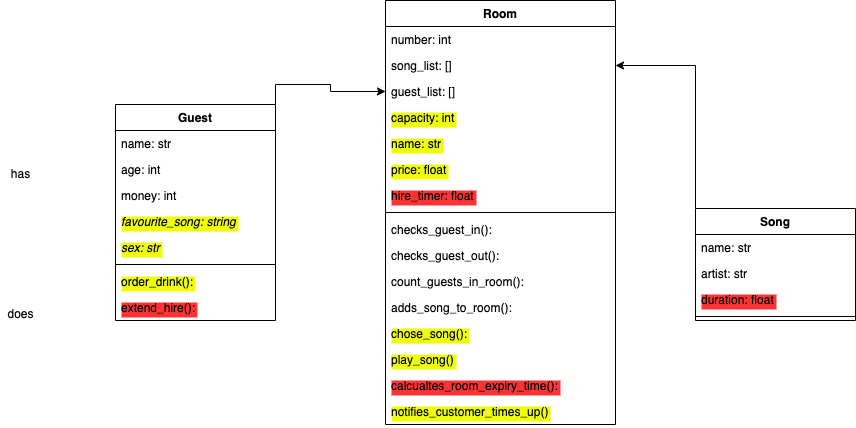 Room
number: int
song_list: []
guest_list: []
capacity: int
name: str
price: float
hire_timer: float
checks_guest_in():
checks_guest_out():
count_guests_in_room():
adds_song_to_room():
chose_song():
play_song()
calcualtes_room_expiry_time():
notifies_customer_times_up()
has
does
Guest
name: str
age: int
money: int
favourite_song: string
sex: str
order_drink():
extend_hire():
Song
name: str
artist: str
duration: float